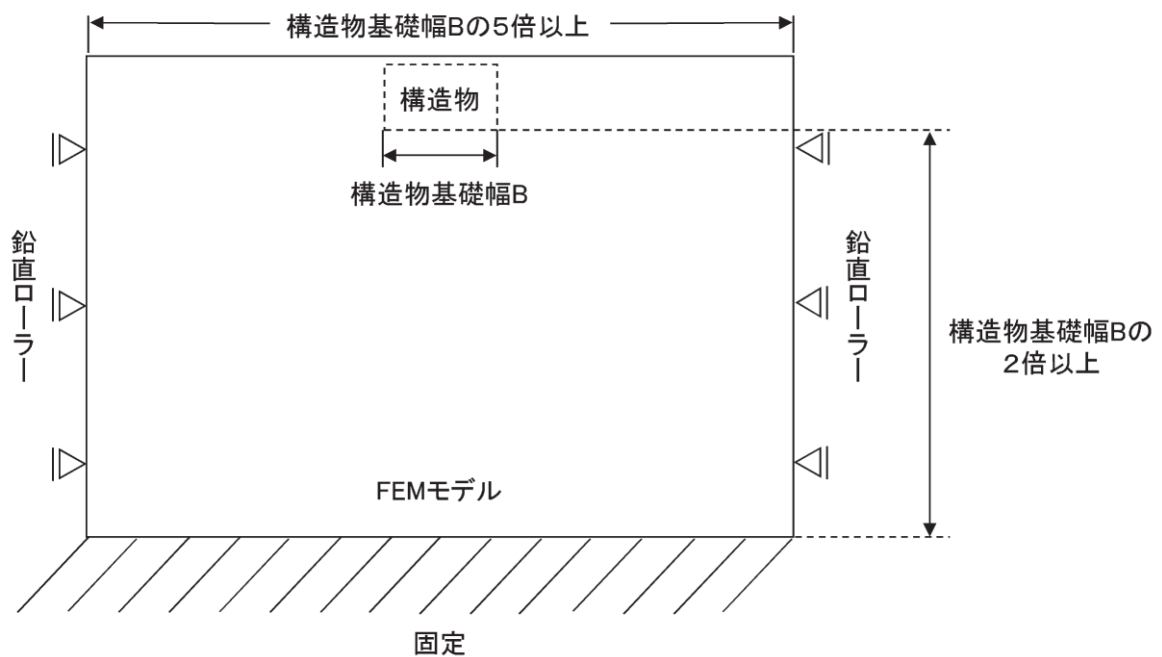 構造物基礎幅Bの5倍以上
構造物
構造物基礎幅B
鉛直ローラー
鉛直ローラー
構造物基礎幅Bの
2倍以上
FEMモデル
固定